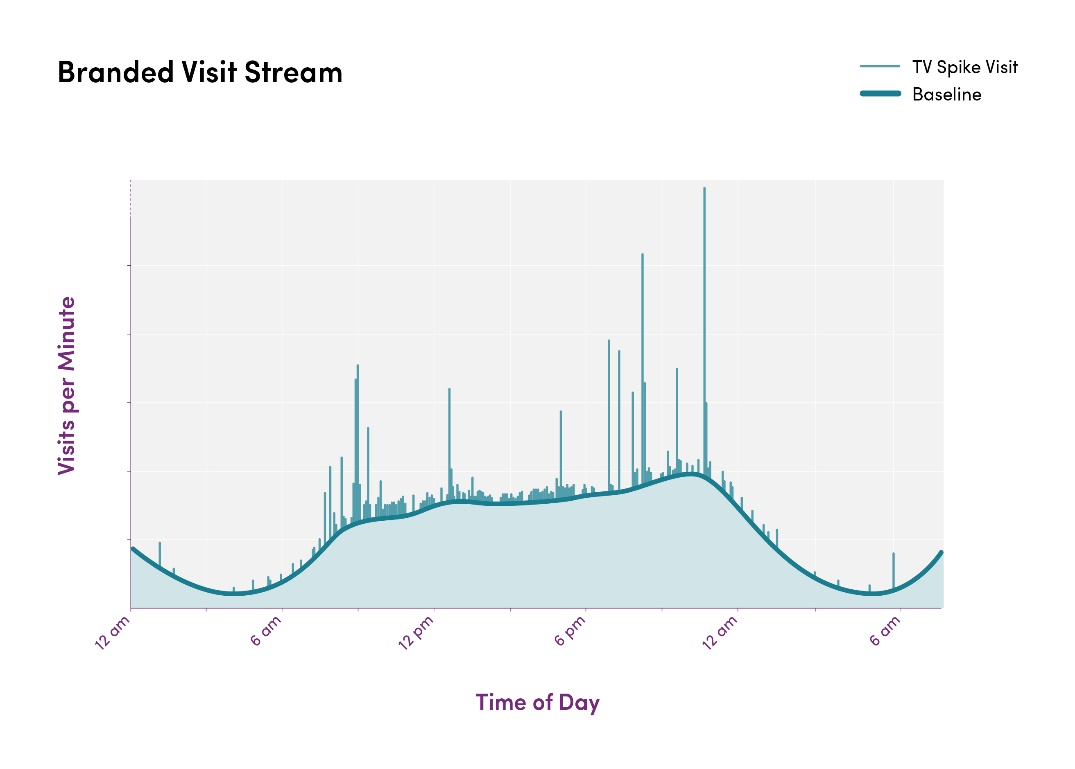 Branded Visit Stream
TV Spike Visit
Baseline
Visits per Minute
12 am
6 am
12 pm
6 pm
12 am
6 am
Time of Day